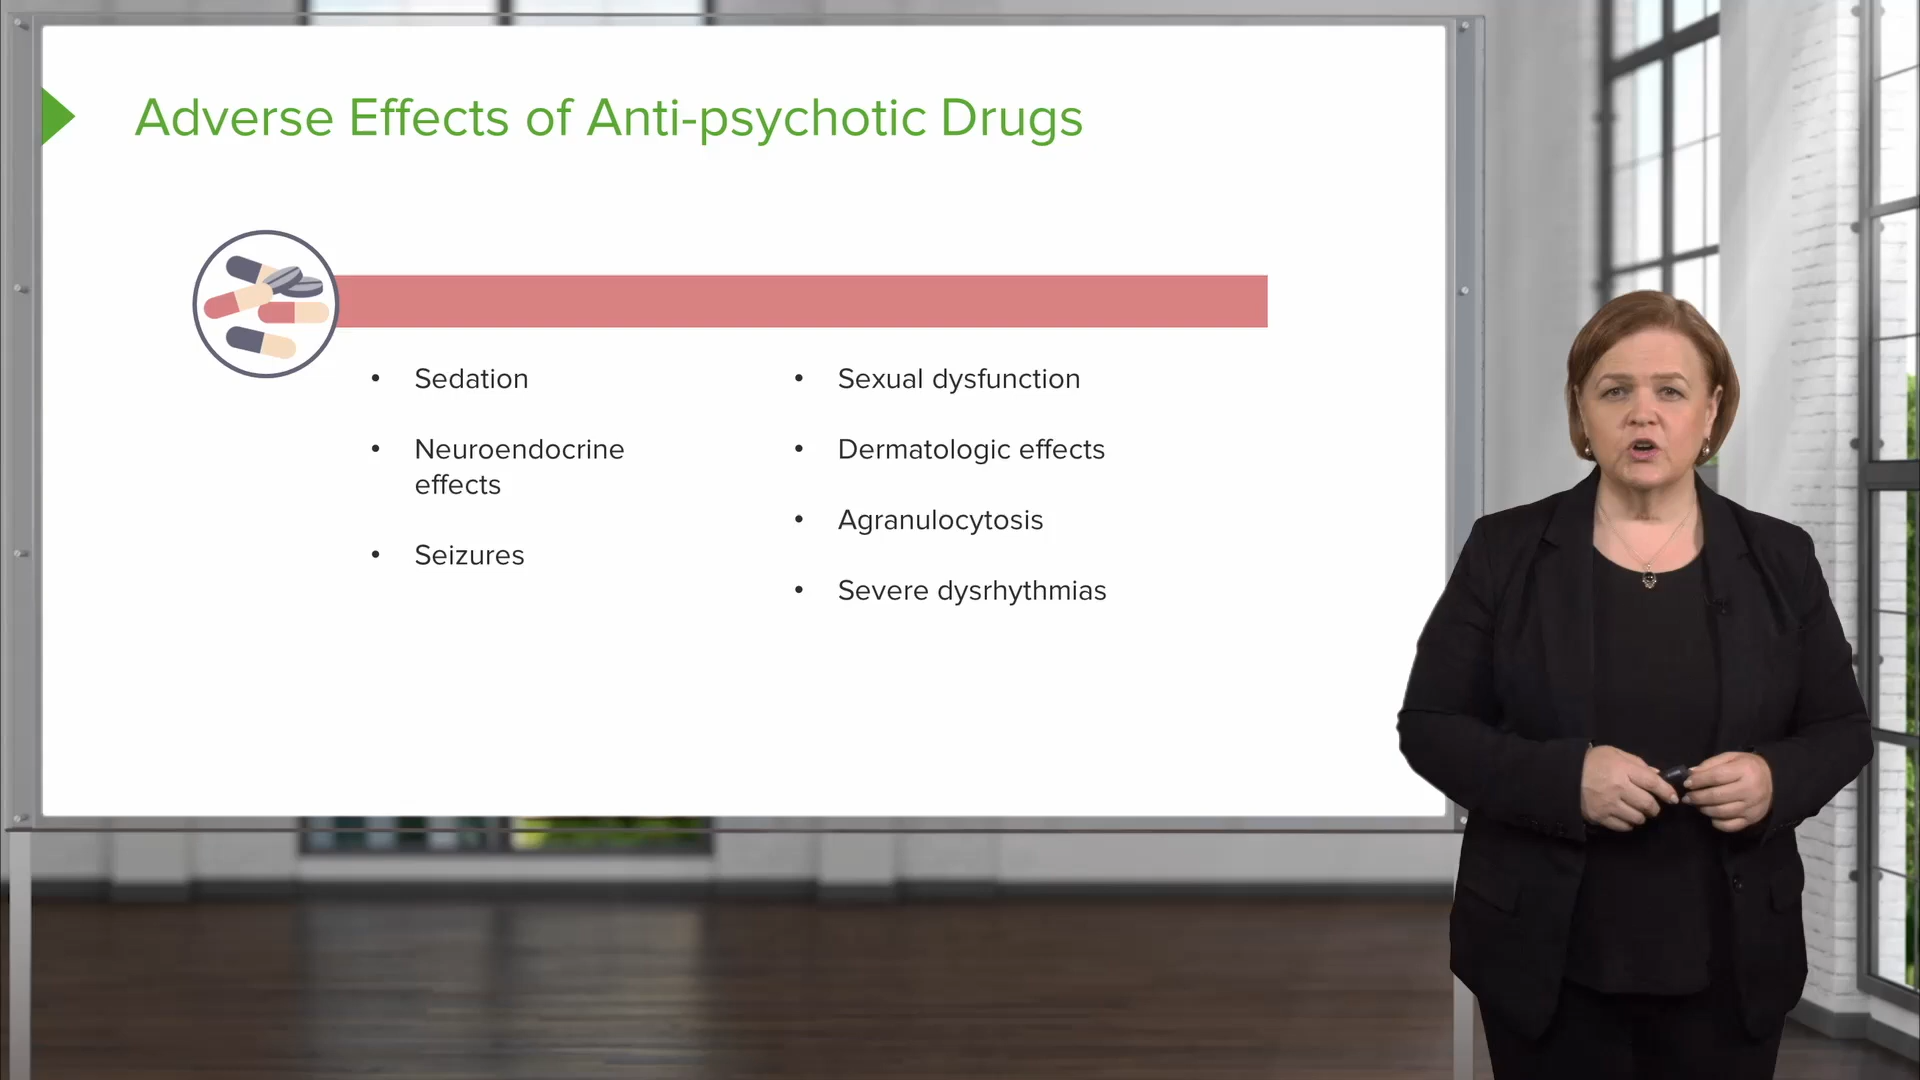 Adverse Effects of Anti-psychotic Drugs
• Sedation
• Neuroendocrine
effects
• Seizures
• Sexual dysfunction
• Dermatologic effects
• Agranulocytosis
• Severe dysrhythmias